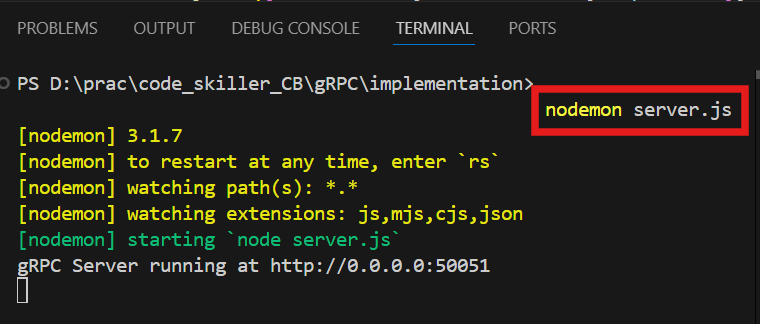 PROBLEMS OUTPUT DEBUG CONSOLE TERMINAL PORTS
PS D:\prac\code_skiller_CB\gRPC\implementation>
nodemon server.js
[nodemon] 3.1.7
[nodemon] to restart at any time, enter `rs`
[nodemon] watching path(s): *.*
[nodemon] watching extensions: js,mjs,cjs,json
[nodemon] starting `node server.js`
gRPC Server running at http://0.0.0.0:50051